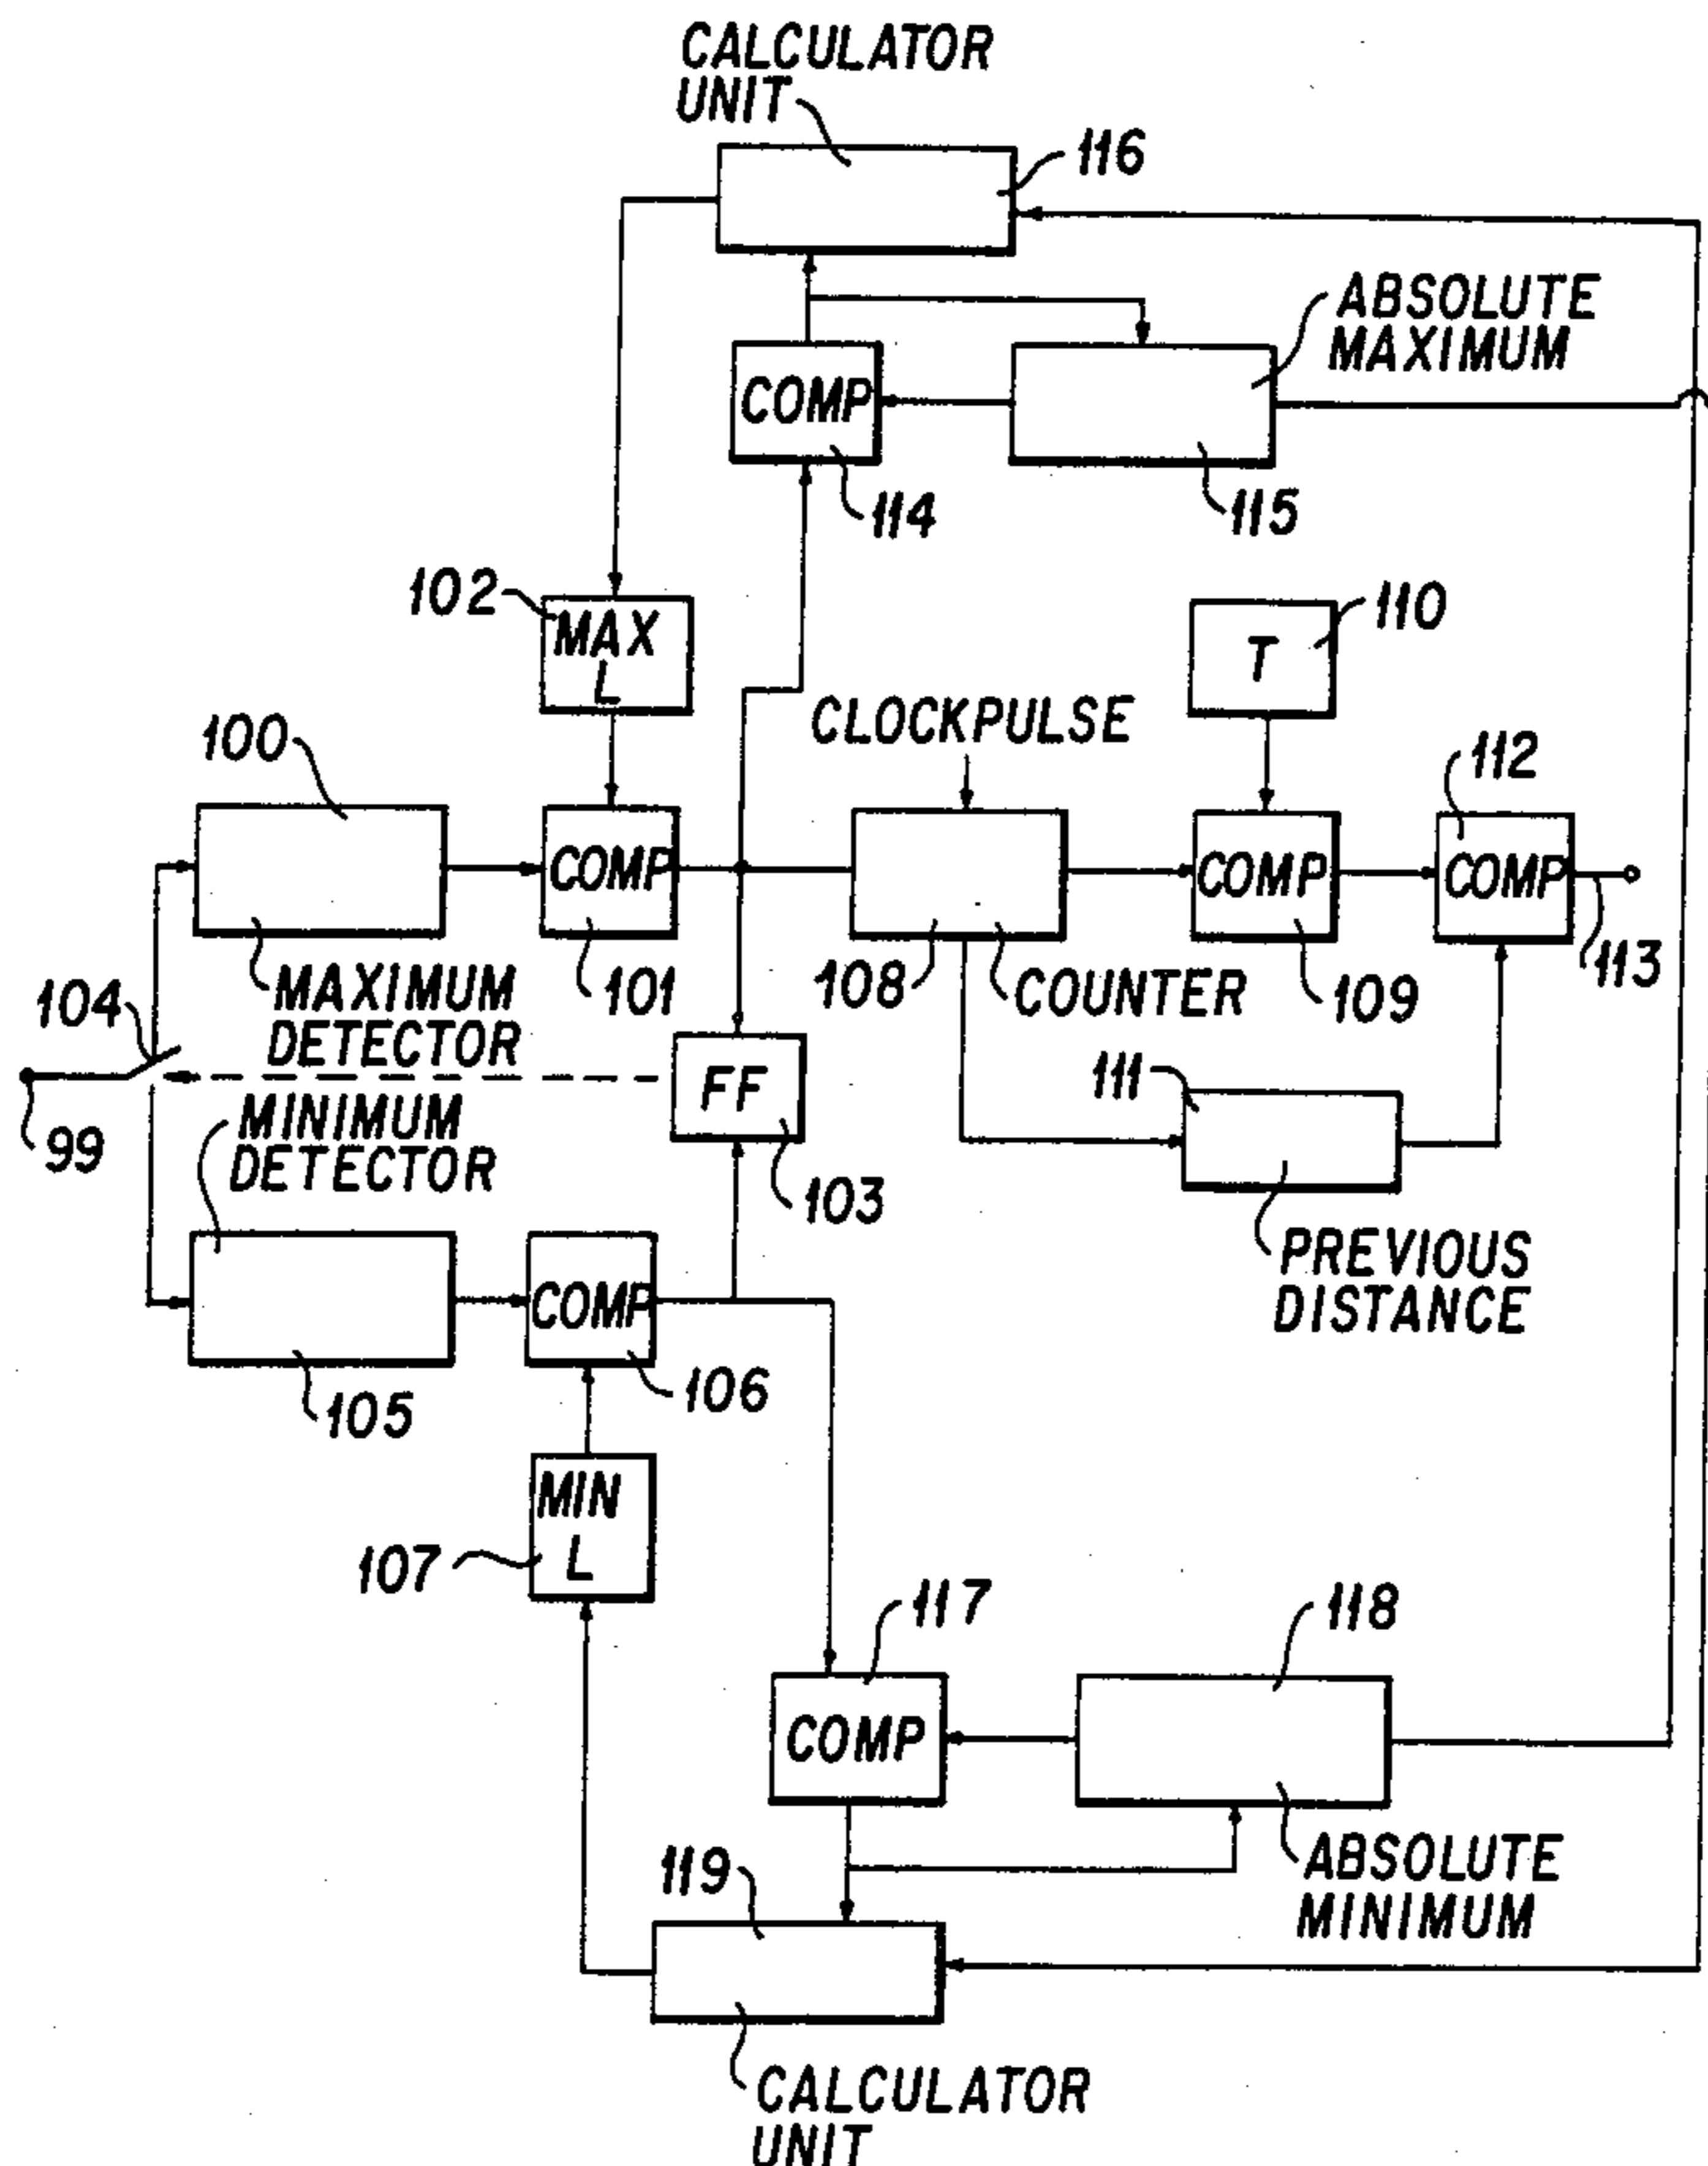 CALCULATOR
UNIT
116
ABSOLUTE
MAXIMUM
COMP
114
115
102
MAX
L
110
T
CLOCKPULSE
100
112
COMP
COMP
COMP
MAXIMUM
DETECTOR
101
108
COUNTER
109
113
104
FF
111
99
MINIMUM
DETECTOR
103
PREVIOUS
DISTANCE
COMP
105
106
MIN
L
107
117
118
COMP
119
ABSOLUTE
MINIMUM
CALCULATOR
UNIT